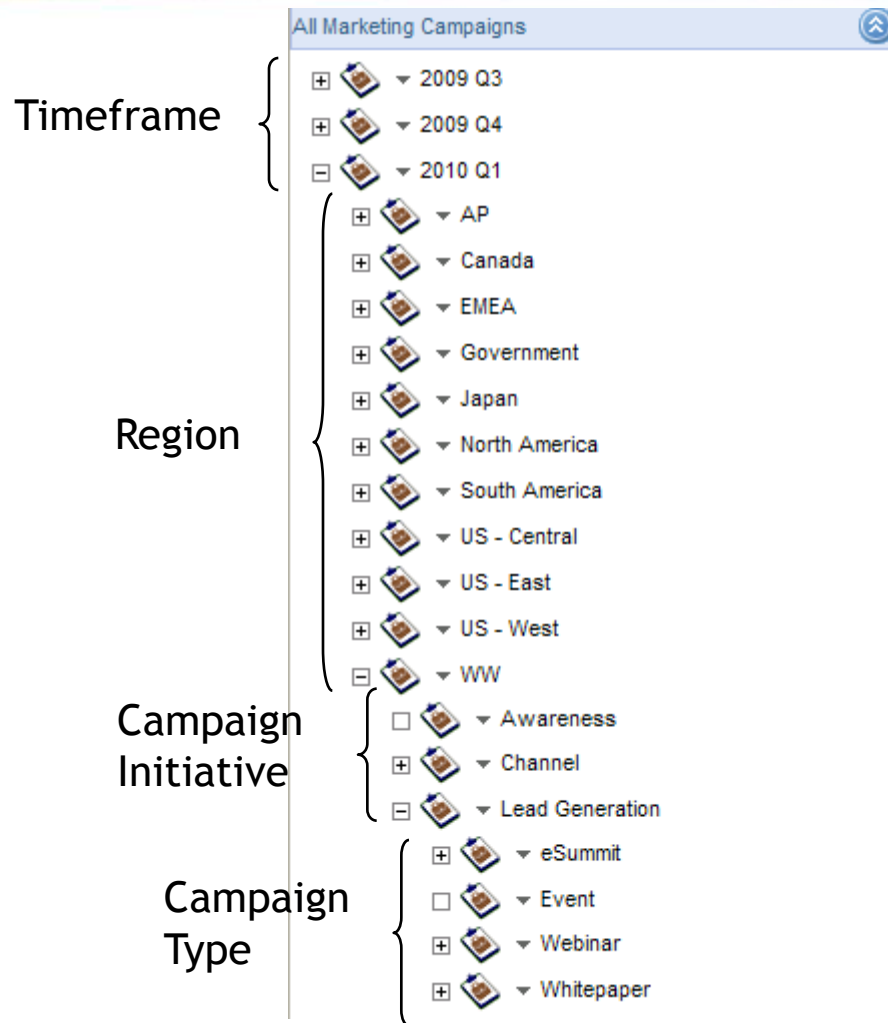 All Marketing Campaigns
Timeframe
2009 Q3
2009 Q4
2010 Q1
Region
AP
Canada
EMEA
Government
Japan
North America
South America
US - Central
US - East
US - West
WW
Campaign
Initiative
Awareness
Channel
Lead Generation
Campaign
Type
eSummit
Event
Webinar
Whitepaper